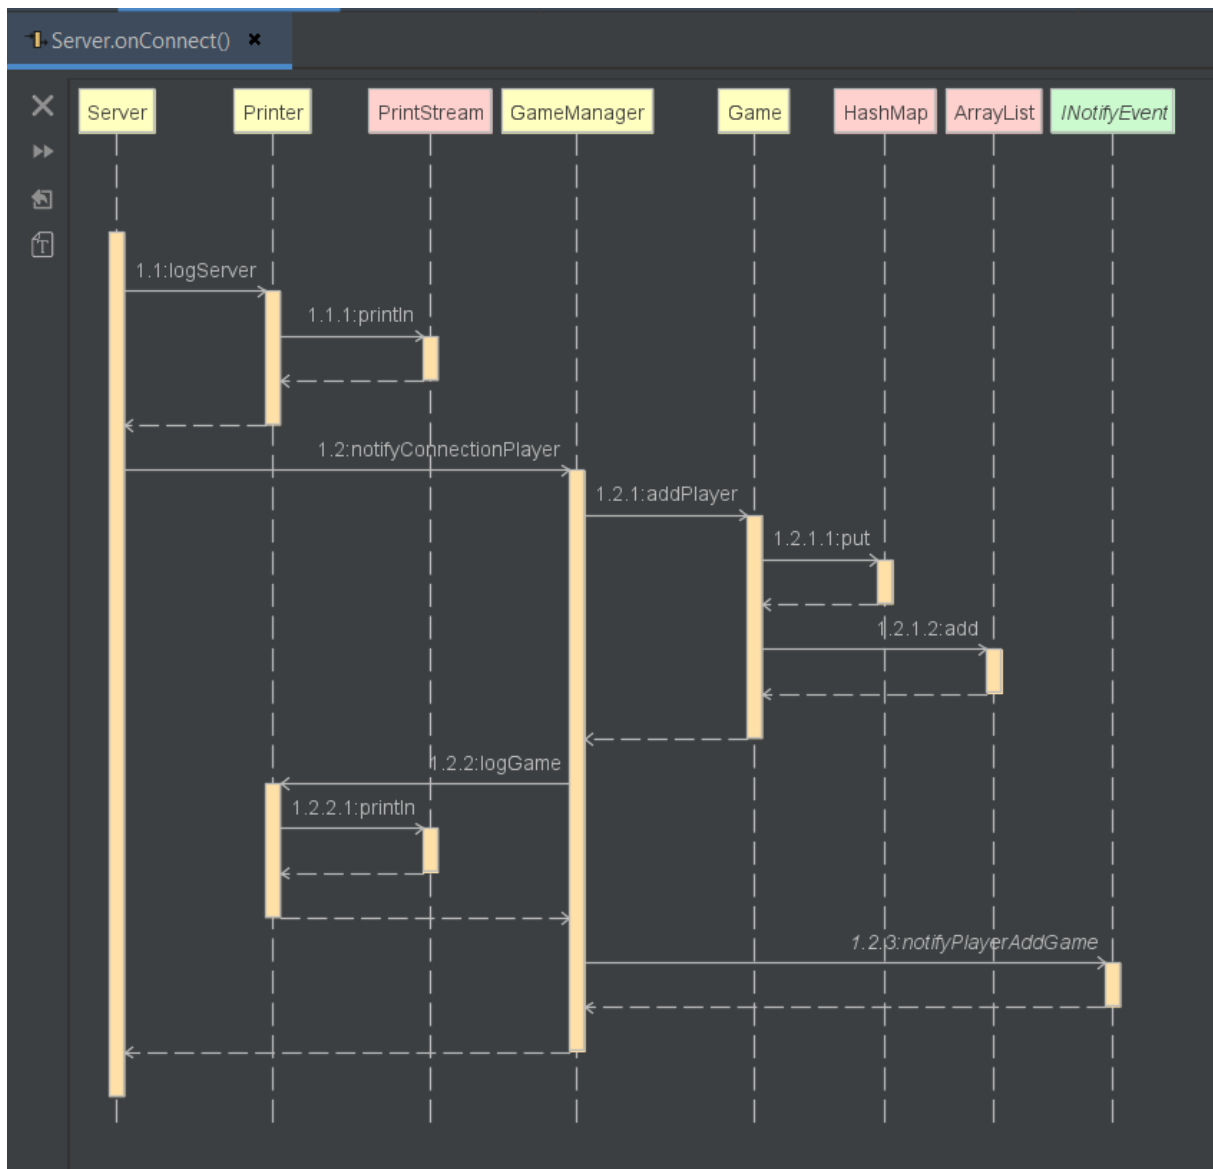 Server.onConnect()
Server
Printer
PrintStream
GameManager
Game
HashMap
ArrayList
INotifyEvent
1.1:logServer
1.1.1:println
1.2:notifyConnectionPlayer
1.2.1:addPlayer
1.2.1.1:put
1.2.1.2:add
1.2.2:logGame
1.2.2.1:println
1.2.3:notifyPlayerAddGame